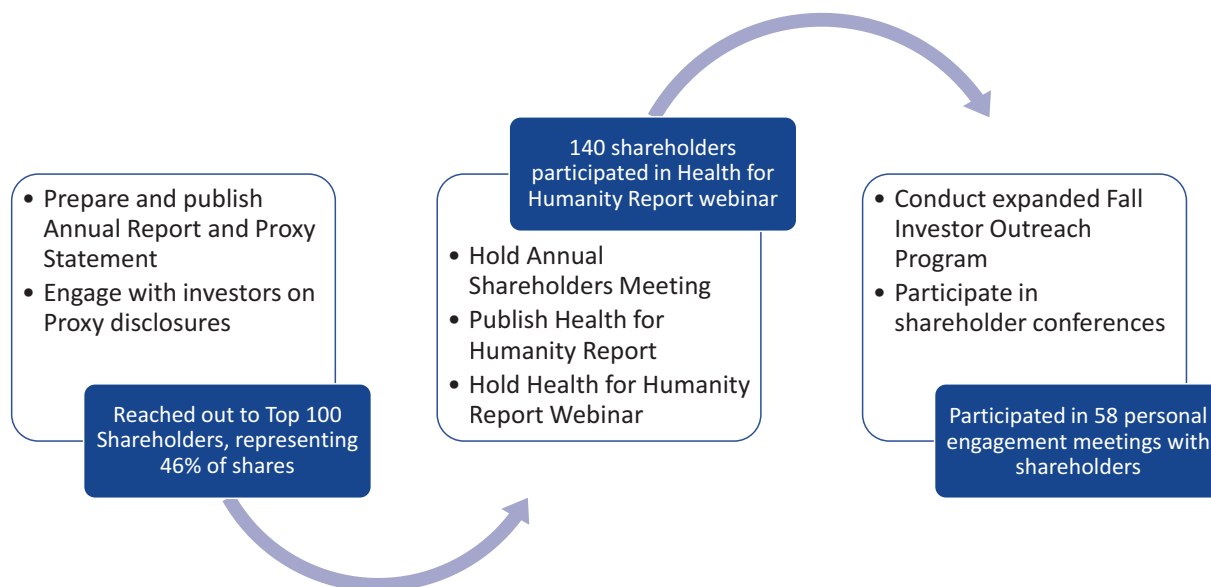 • Prepare and publish
Annual Report and Proxy
Statement
• Engage with investors on
Proxy disclosures
Reached out to Top 100
Shareholders, representing
46% of shares
140 shareholders
participated in Health for
Humanity Report webinar
• Hold Annual
Shareholders Meeting
• Publish Health for
Humanity Report
• Hold Health for Humanity
Report Webinar
• Conduct expanded Fall
Investor Outreach
Program
• Participate in
shareholder conferences
Participated in 58 personal
engagement meetings with
shareholders